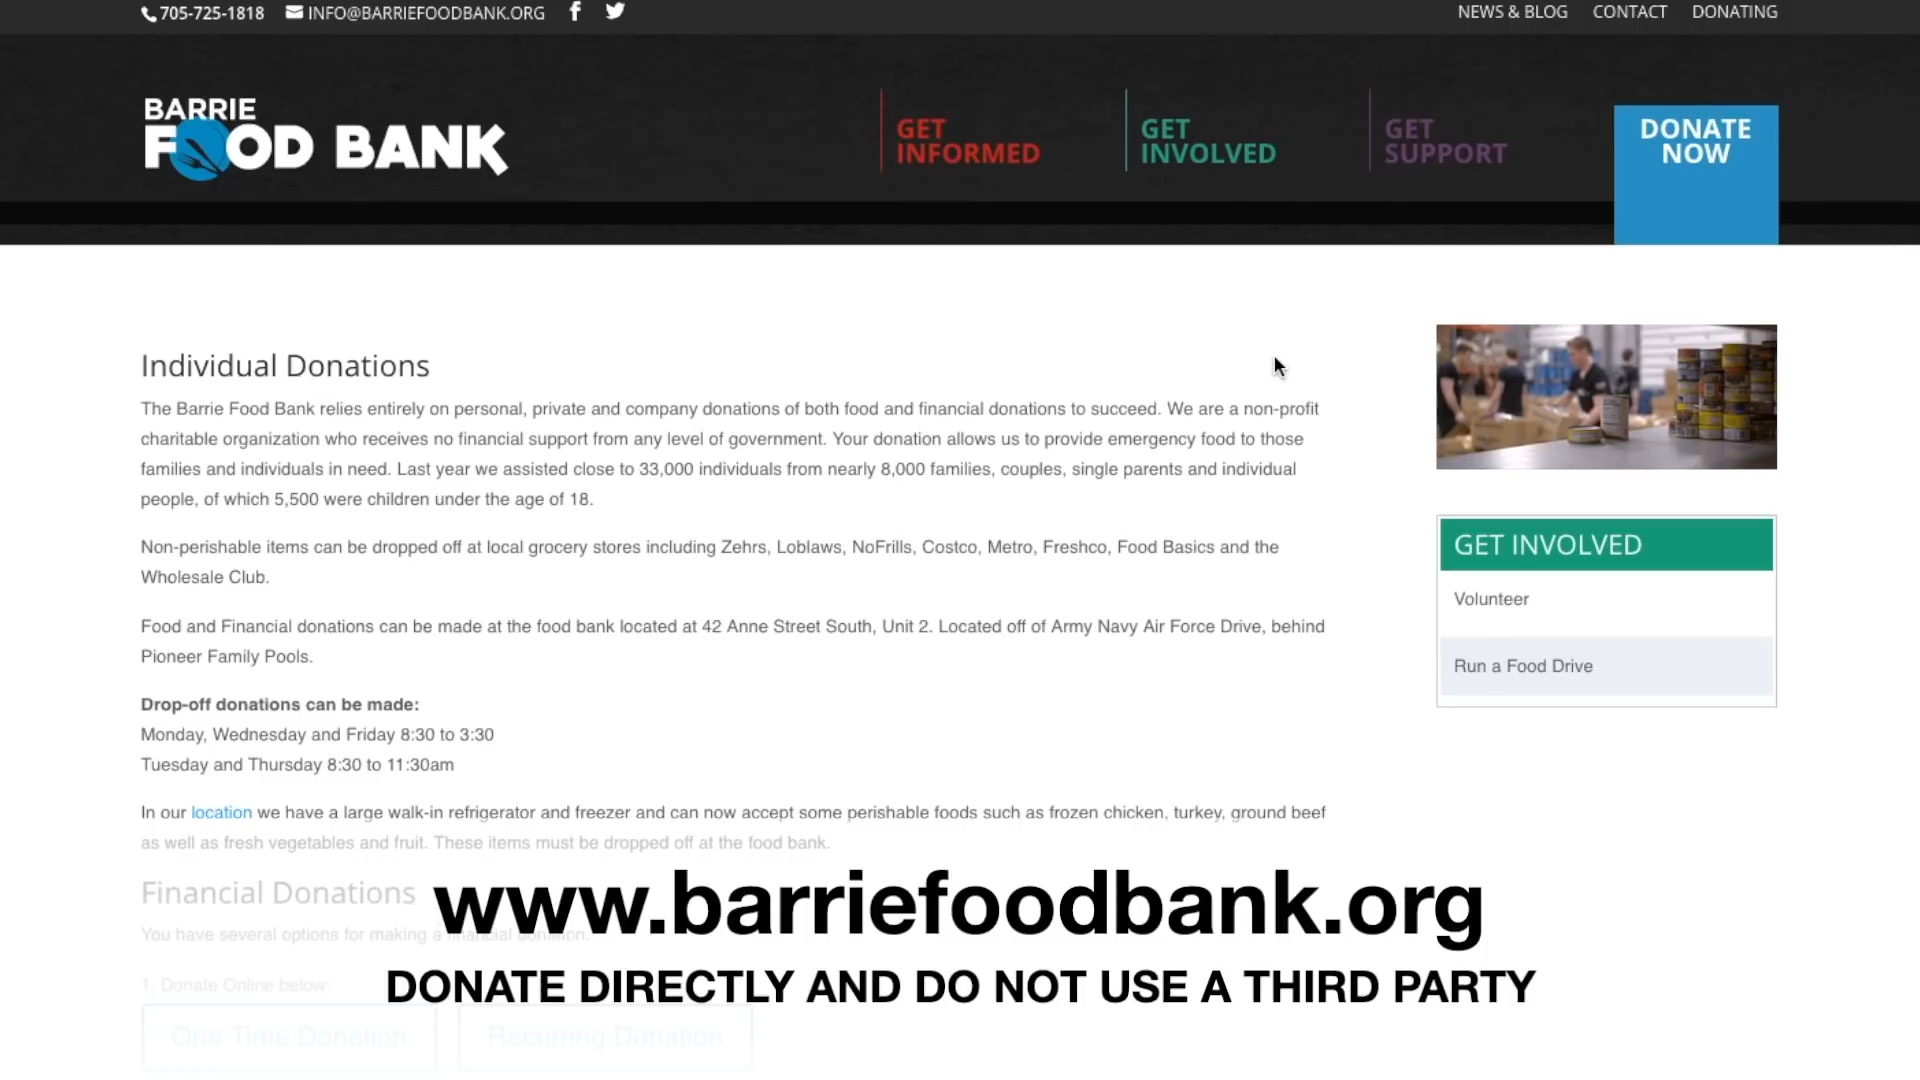 705-725-1818 INFO@BARRIEFOODBANK.ORG
NEWS & BLOG CONTACT DONATING
BARRIE
FOOD BANK
GET
INFORMED
GET
INVOLVED
GET
SUPPORT
DONATE
NOW
Individual Donations
The Barrie Food Bank relies entirely on personal, private and company donations of both food and financial donations to succeed. We are a non-profit
charitable organization who receives no financial support from any level of government. Your donation allows us to provide emergency food to those
families and individuals in need. Last year we assisted close to 33,000 individuals from nearly 8,000 families, couples, single parents and individual
people, of which 5,500 were children under the age of 18.
Non-perishable items can be dropped off at local grocery stores including Zehrs, Loblaws, NoFrills, Costco, Metro, Freshco, Food Basics and the
Wholesale Club.
Food and Financial donations can be made at the food bank located at 42 Anne Street South, Unit 2. Located off of Army Navy Air Force Drive, behind
Pioneer Family Pools.
Drop-off donations can be made:
Monday, Wednesday and Friday 8:30 to 3:30
Tuesday and Thursday 8:30 to 11:30am
In our location we have a large walk-in refrigerator and freezer and can now accept some perishable foods such as frozen chicken, turkey, ground beef
as well as fresh vegetables and fruit. These items must be dropped off at the food bank.
GET INVOLVED
Volunteer
Run a Food Drive
Financial Donations
www.barriefoodbank.org
You have several options for making a financial donation.
1. Donate Online below:
DONATE DIRECTLY AND DO NOT USE A THIRD PARTY
One Time Donation
Recurring Donation